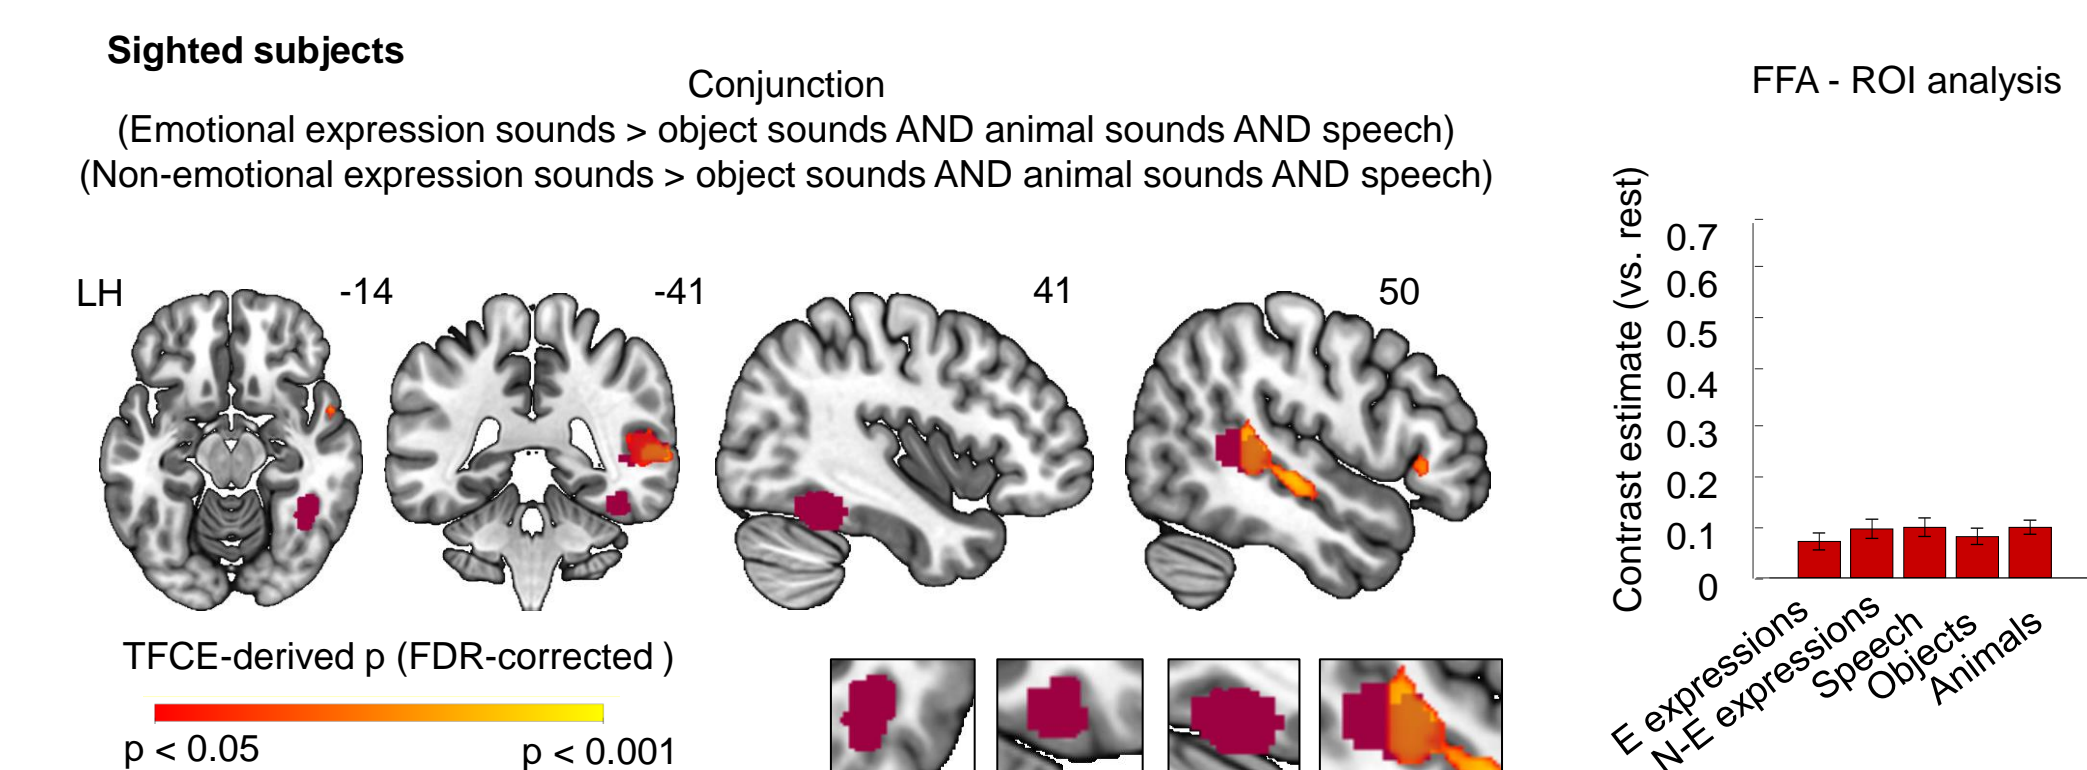 Sighted subjects
Conjunction
(Emotional expression sounds > object sounds AND animal sounds AND speech)
(Non-emotional expression sounds > object sounds AND animal sounds AND speech)
LH
-14
-41
41
50
TFCE-derived p (FDR-corrected )
p < 0.05
p < 0.001
FFA - ROI analysis
Contrast estimate (vs. rest)
0.7
0.6
0.5
0.4
0.3
0.2
0.1
0
E expressions
N-E expressions
Speech
Objects
Animals